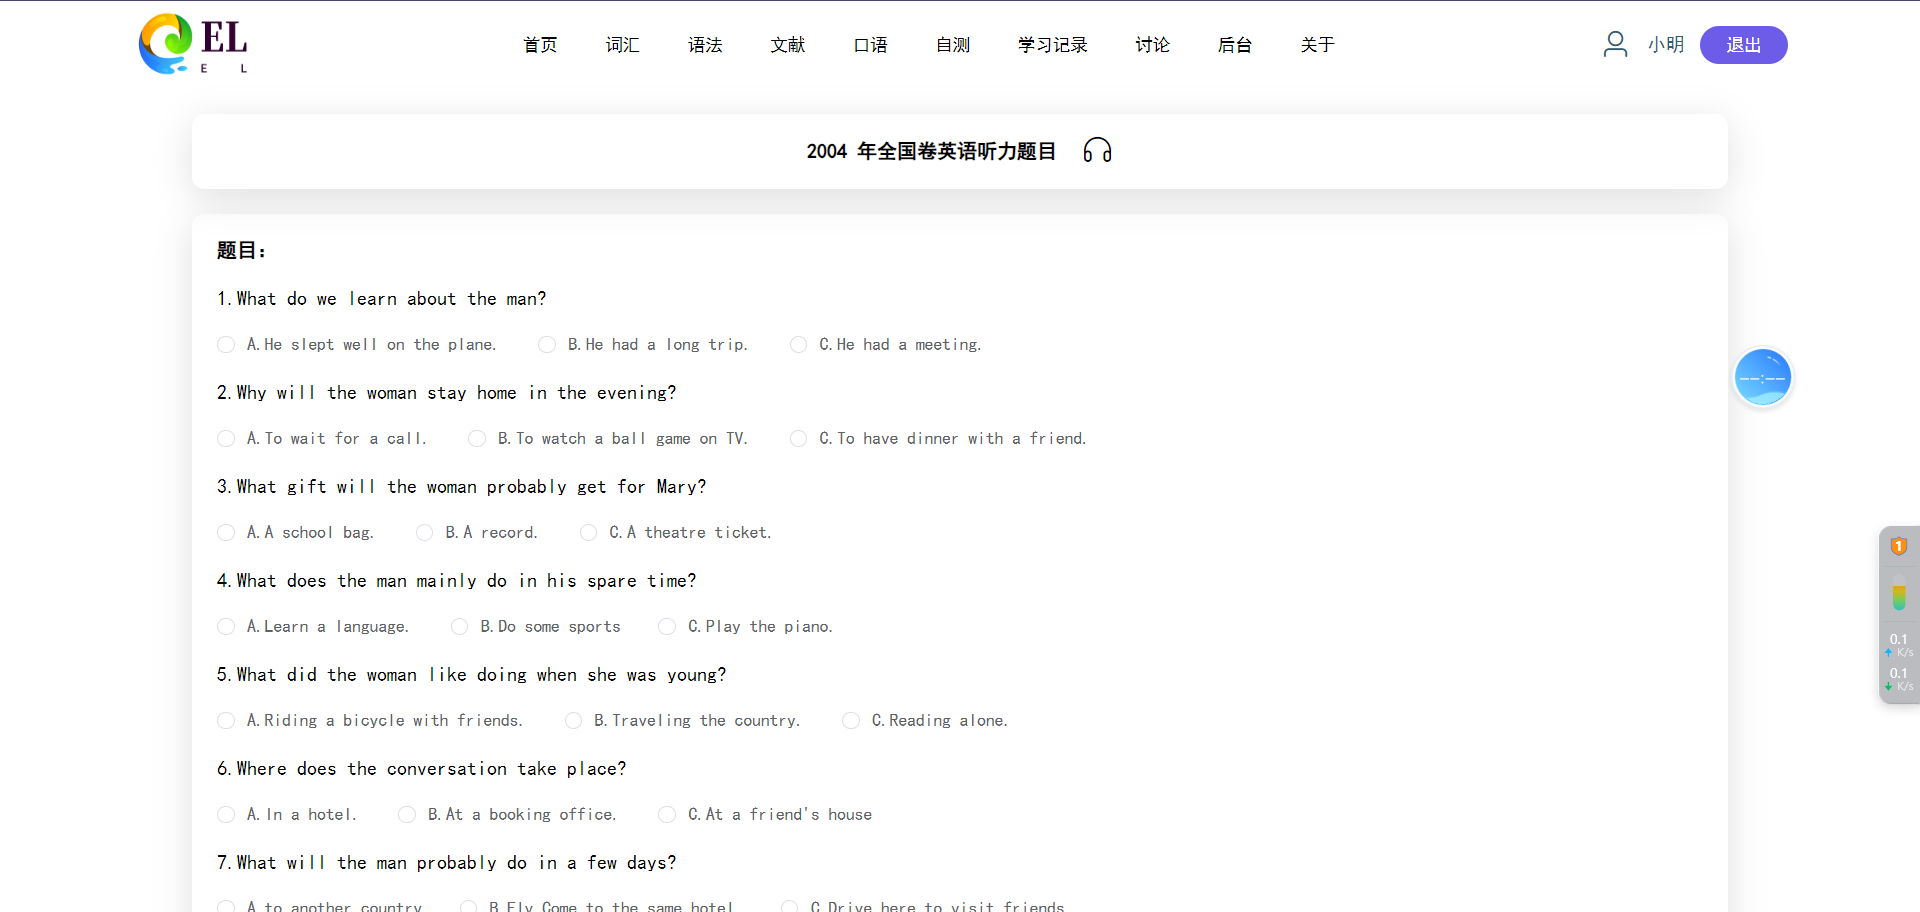 EL
E L
首页 词汇 语法 文献 口语 自测 学习记录 讨论 后台 关于 小明 退出
2004 年全国卷英语听力题目
题目:
1.What do we learn about the man?
A.He slept well on the plane. B.He had a long trip. C.He had a meeting.
2.Why will the woman stay home in the evening?
A.To wait for a call. B.To watch a ball game on TV. C.To have dinner with a friend.
--:--
3.What gift will the woman probably get for Mary?
A.A school bag. B.A record. C.A theatre ticket.
1
4.What does the man mainly do in his spare time?
A.Learn a language. B.Do some sports C.Play the piano.
0.1
K/s
0.1
K/s
5.What did the woman like doing when she was young?
A.Riding a bicycle with friends. B.Traveling the country. C.Reading alone.
6.Where does the conversation take place?
A.In a hotel. B.At a booking office. C.At a friend's house
7.What will the man probably do in a few days?
A to another country B Fly Come to the same hotel C Drive here to visit friends